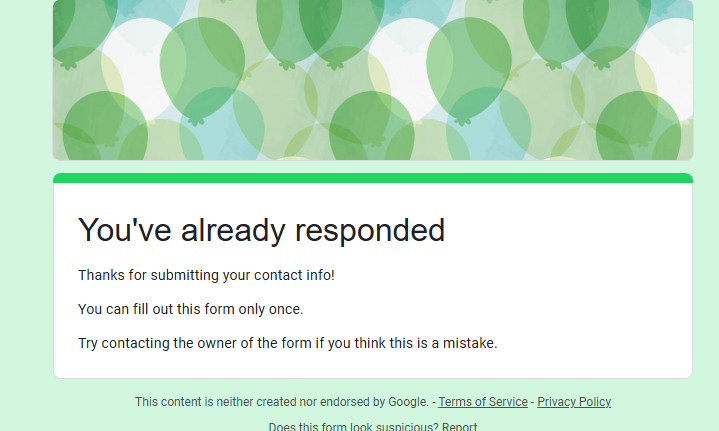 You've already responded
Thanks for submitting your contact info!
You can fill out this form only once.
Try contacting the owner of the form if you think this is a mistake.
This content is neither created nor endorsed by Google. - Terms of Service - Privacy Policy
Does this form look suspicious? Report